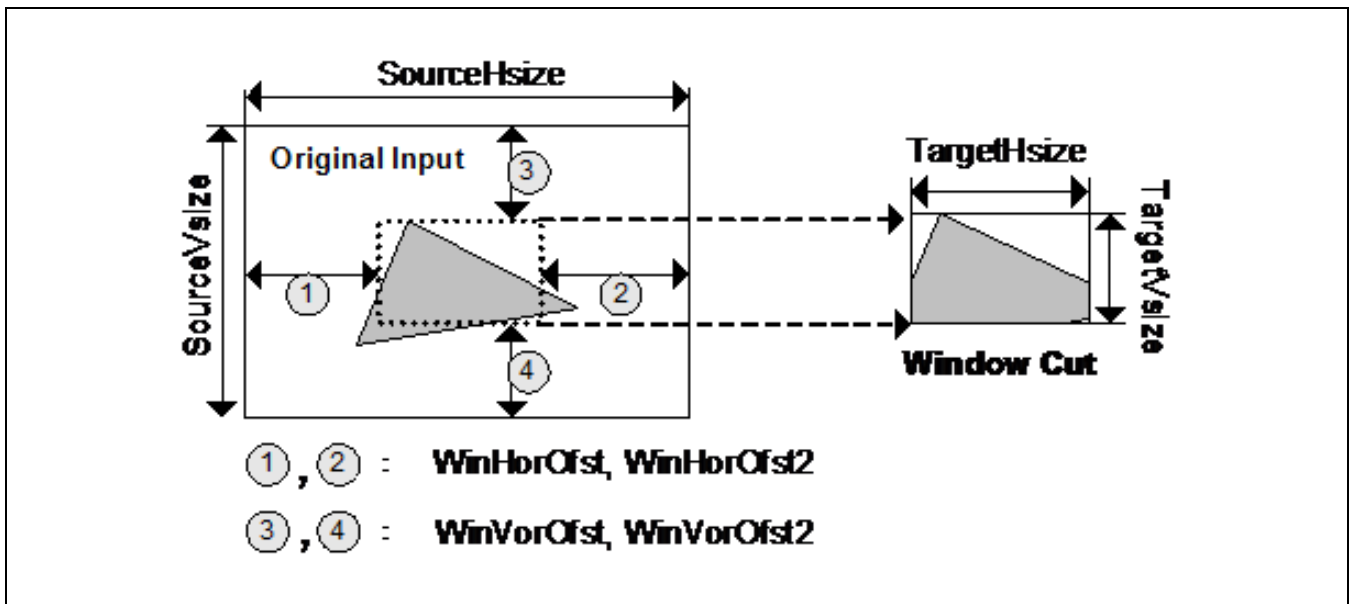 SourceHsize
Original Input
SourceVsize
3
1
2
4
TargetHsize
TargetVsize
Window Cut
1 , 2 : WinHorOfst, WinHorOfst2
3 , 4 : WinVorOfst, WinVorOfst2